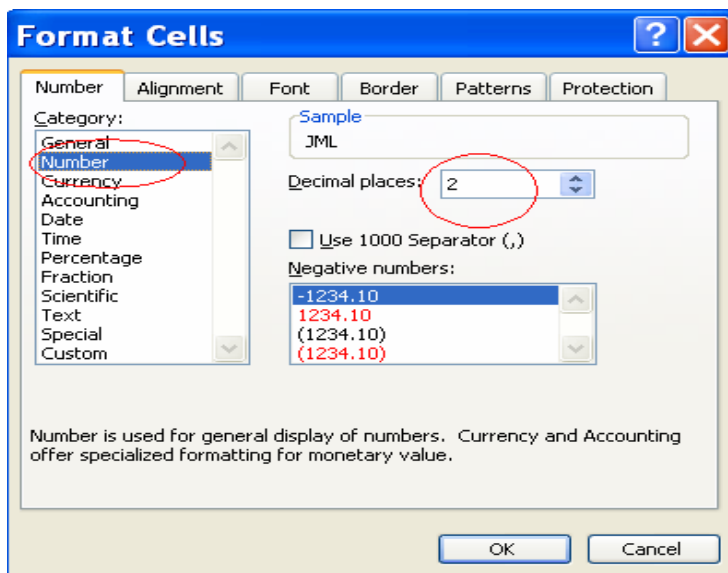 Format Cells
?
Number Alignment Font Border Patterns Protection
Category:
General
Number
Currency
Accounting
Date
Time
Percentage
Fraction
Scientific
Text
Special
Custom
Sample
JML
Decimal places: 2
Use 1000 Separator (,)
Negative numbers:
-1234.10
1234.10
(1234.10)
(1234.10)
Number is used for general display of numbers. Currency and Accounting
offer specialized formatting for monetary value.
OK Cancel